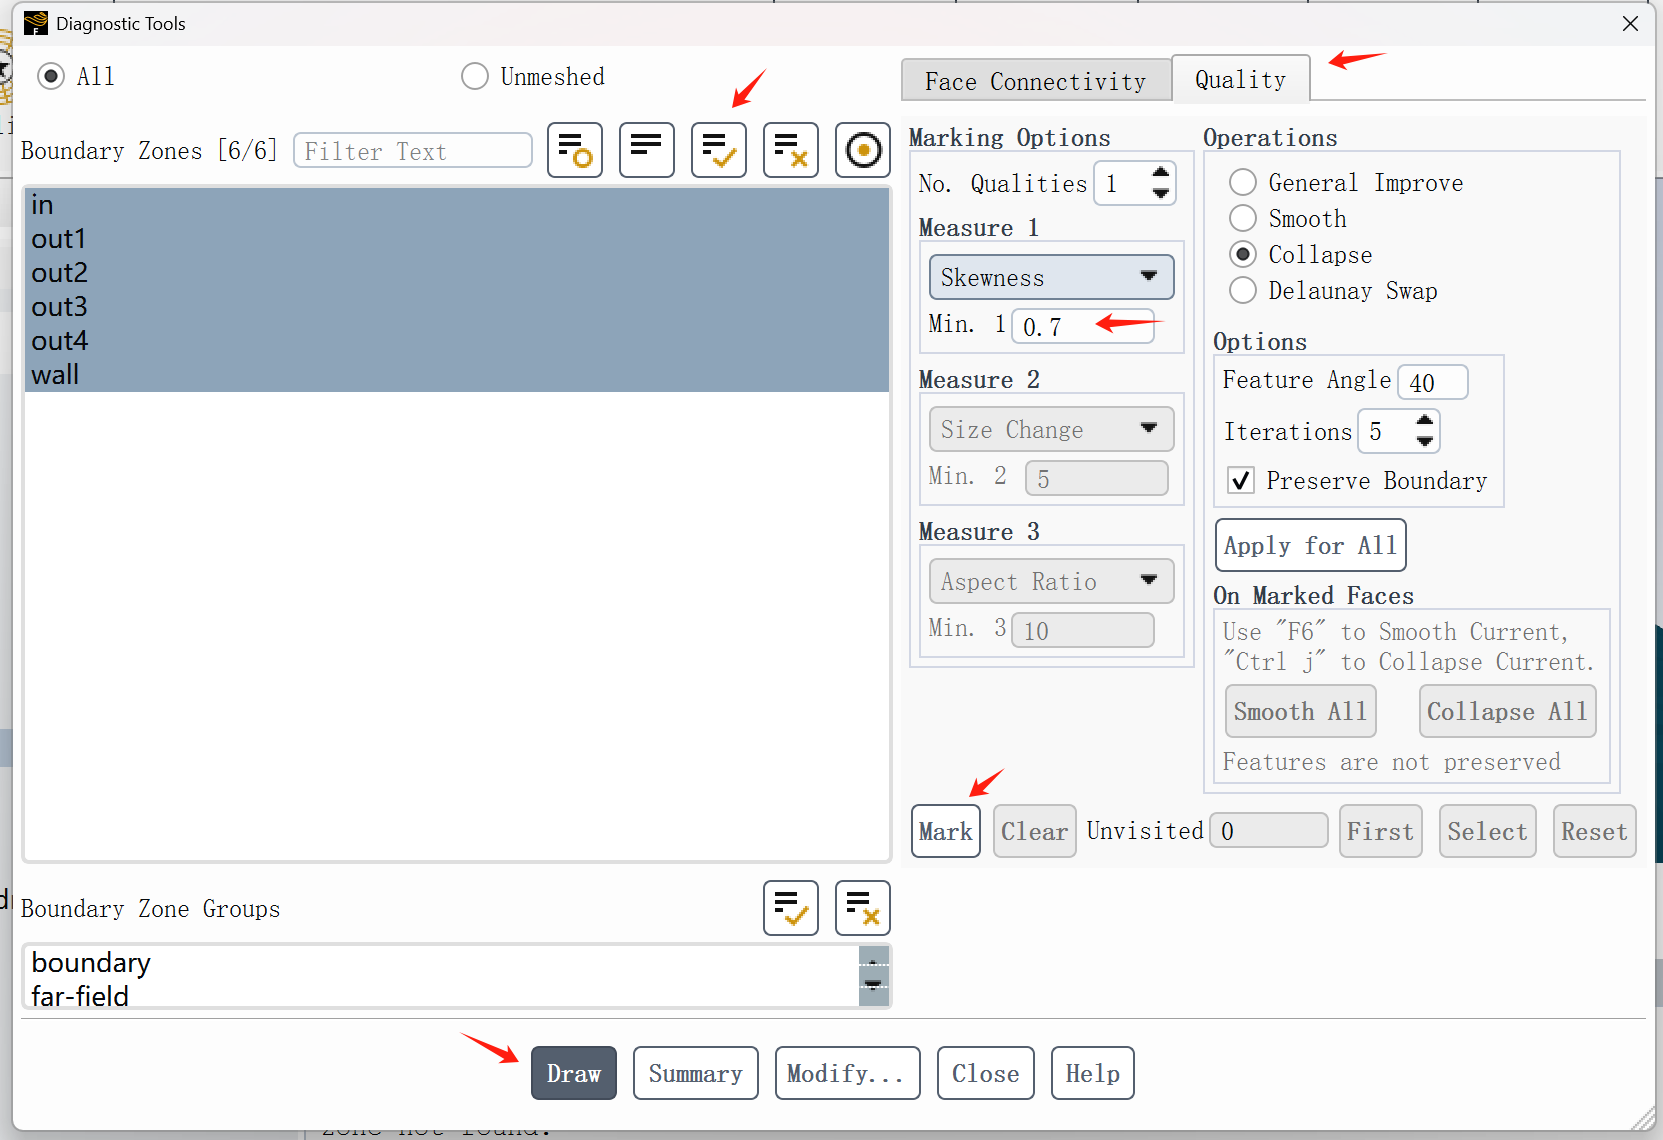 Diagnostic Tools
All
Unmeshed
Boundary Zones [6/6]
Filter Text
in
out1
out2
out3
out4
wall
Boundary Zone Groups
boundary
far-field
Face Connectivity
Quality
Marking Options
No. Qualities 1
Measure 1
Skewness
Min. 1 0.7
Measure 2
Size Change
Min. 2 5
Measure 3
Aspect Ratio
Min. 3 10
Operations
General Improve
Smooth
Collapse
Delaunay Swap
Options
Feature Angle 40
Iterations 5
Preserve Boundary
Apply for All
On Marked Faces
Use "F6" to Smooth Current,
"Ctrl j" to Collapse Current.
Smooth All
Collapse All
Features are not preserved
Mark
Clear
Unvisited 0
First
Select
Reset
Draw
Summary
Modify...
Close
Help
zone not found.